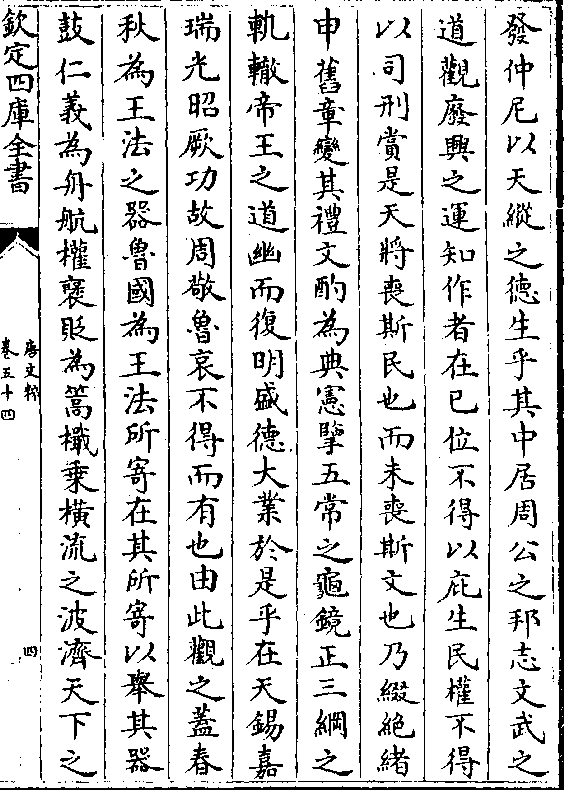 發仲尼以天縱之德生乎其中居周公之邦志文武之
道觀廢興之運知作者在已位不得以庇生民權不得
以司刑賞是天將喪斯民也而未喪斯文也乃綴絶緒
申舊章變其禮文酌為典憲擥五常之龜鏡正三綱之
軌轍帝王之道幽而復明盛德大業於是乎在天錫嘉
瑞光昭厥功故周敬魯哀不得而有也由此觀之蓋春
秋為王法之器魯國為王法所寄在其所寄以舉其器
鼓仁義為舟航權襃貶為篙檝乗橫流之波濟天下之
欽定四庫全書
唐文粹
卷五十四
四